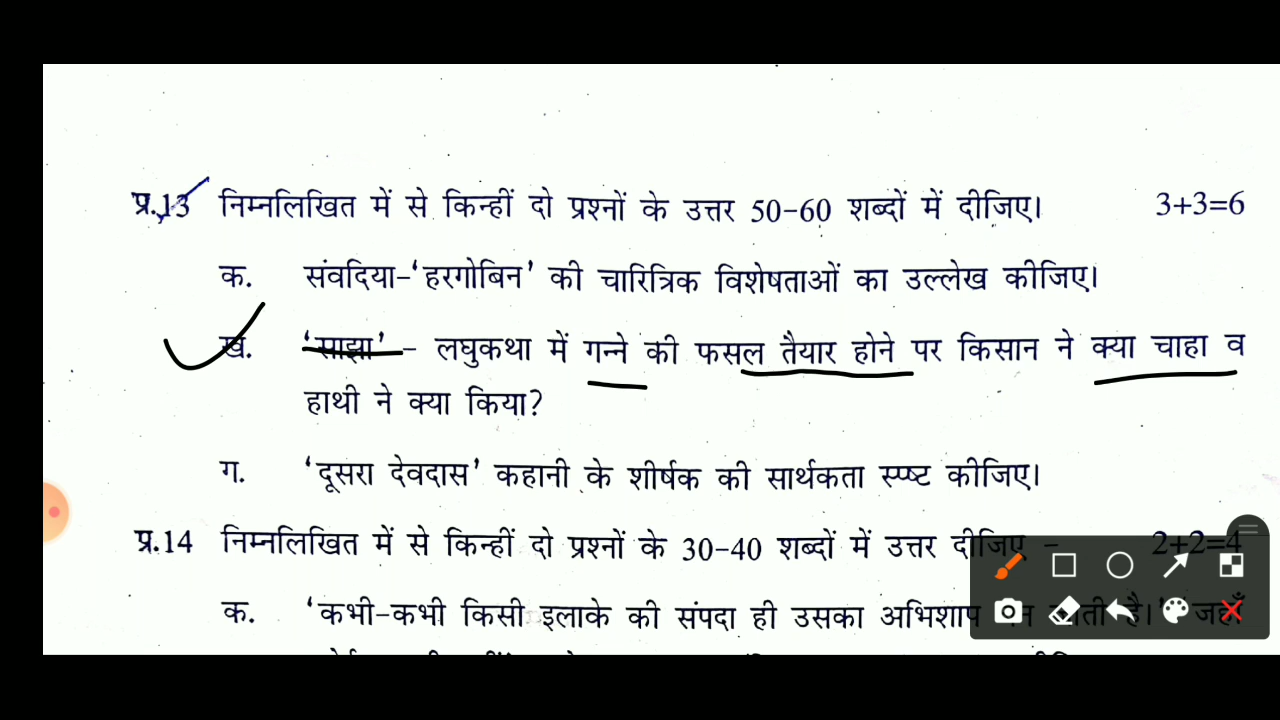 प्र.13 निम्नलिखित में से किन्हीं दो प्रश्नों के उत्तर 50-60 शब्दों में दीजिए। 3+3=6
क. संवदिया-'हरगोबिन' की चारित्रिक विशेषताओं का उल्लेख कीजिए।
ख. 'साझा' - लघुकथा में गन्ने की फसल तैयार होने पर किसान ने क्या चाहा व
हाथी ने क्या किया?
ग. 'दूसरा देवदास' कहानी के शीर्षक की सार्थकता स्प्ष्ट कीजिए।
प्र.14 निम्नलिखित में से किन्हीं दो प्रश्नों के 30-40 शब्दों में उत्तर दीजिए - 2+2=4
क. 'कभी-कभी किसी इलाके की संपदा ही उसका अभिशाप है।' जहाँ